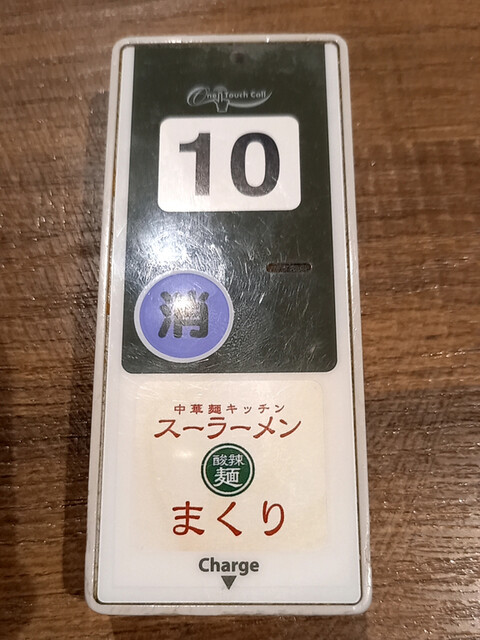 One Touch Call
10
消
中華麺キッチン
スーラーメン
酸辣
麺
まくり
Charge